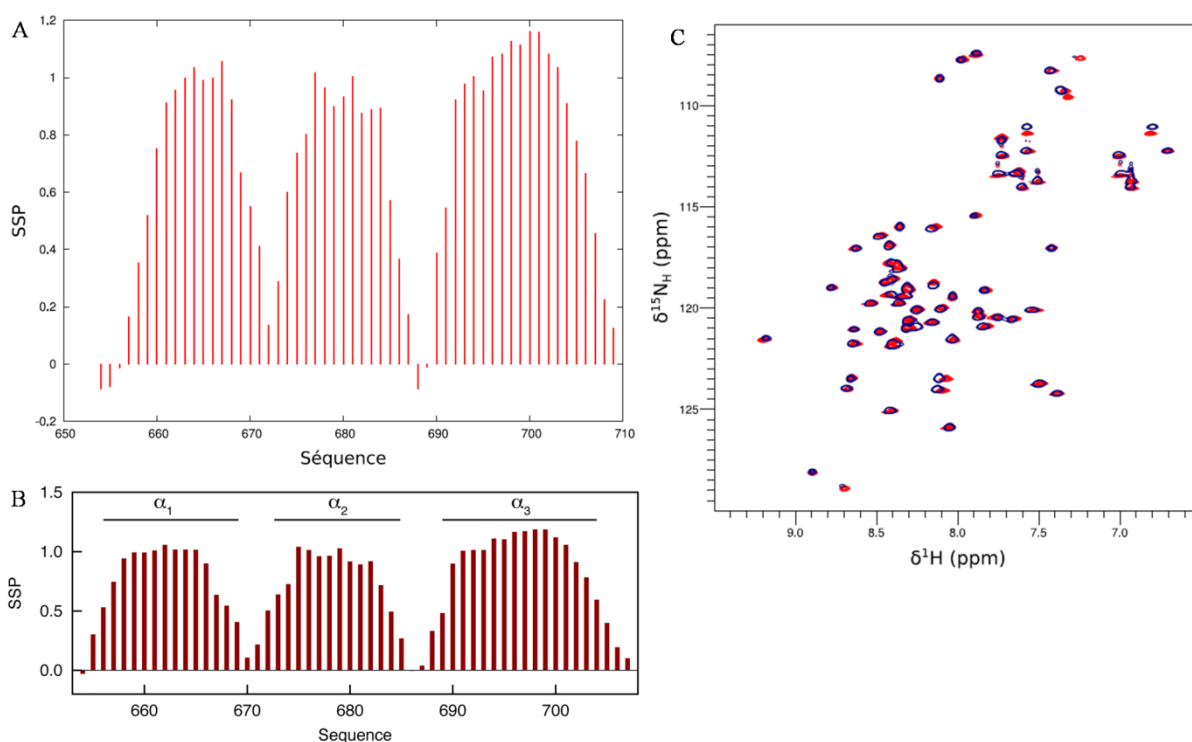 A
1.2
1
0.8
0.6
0.4
0.2
0
-0.2
SSP
650 660 670 680 690 700 710
Séquence
B
α1 α2 α3
1.5
1.0
0.5
0.0
SSP
660 670 680 690 700
Sequence
C
110
115
120
125
δ15NH (ppm)
9.0 8.5 8.0 7.5 7.0
δ1H (ppm)